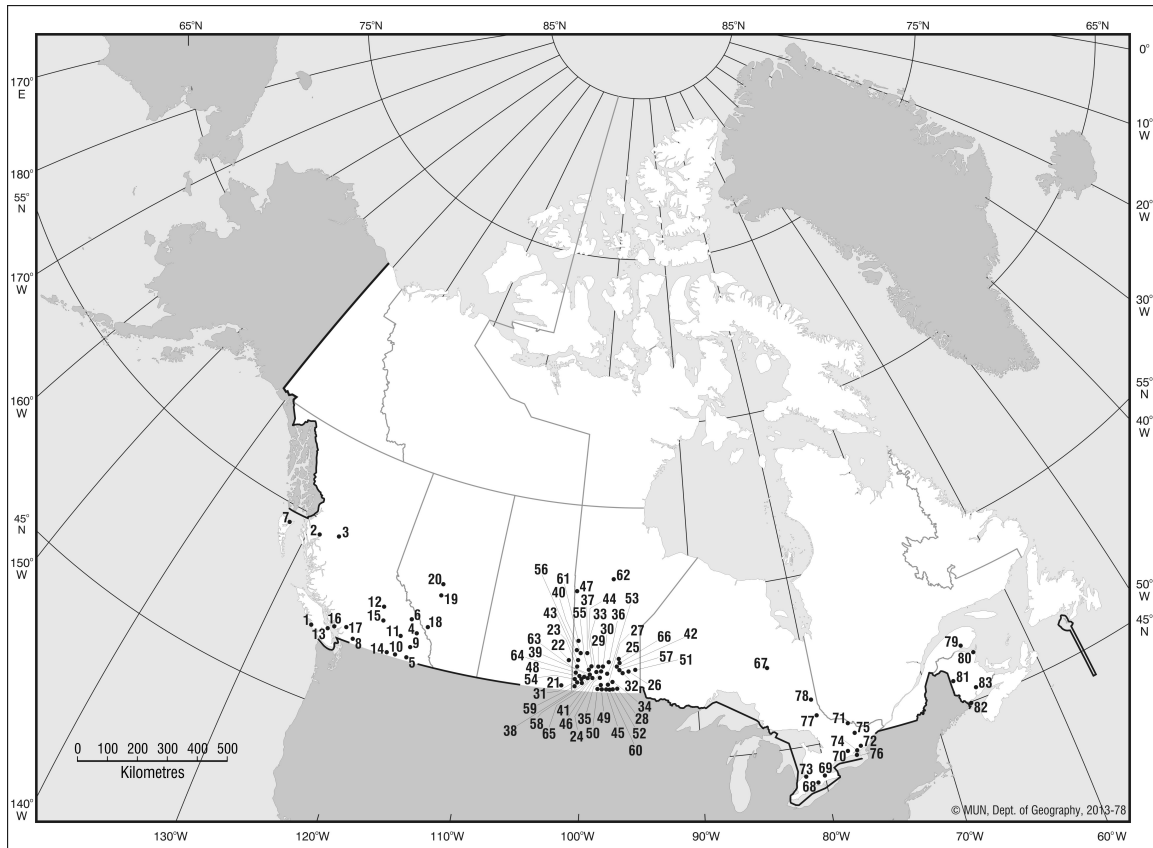 65°N 75°N 85°N 85°N 75°N 65°N
170°
E
0°
10°
W
180°
55°
N
20°
W
170°
W
30°
W
160°
W
55°
N
40°
W
45°
N
150°
W
45°
N
50°
W
140°
W
7 2 3
56 61 47 62
40 37 44 53
20 43 55 33 36
19 23 30 27
12 63 22 29 25 66 42
1 16 15 6 39 57 51
13 17 11 4 18 64 67
8 14 10 9 48
5 54 21 32 26
31 34
59 41 35 49 28
58 46 52
38 65 24 50 45
60
79
80
81 83
82
78
77 71
75
74 72
70 76
73 69
68
0 100 200 300 400 500
Kilometres
© MUN, Dept. of Geography, 2013-78
130°W 120°W 110°W 100°W 90°W 80°W 70°W 60°W